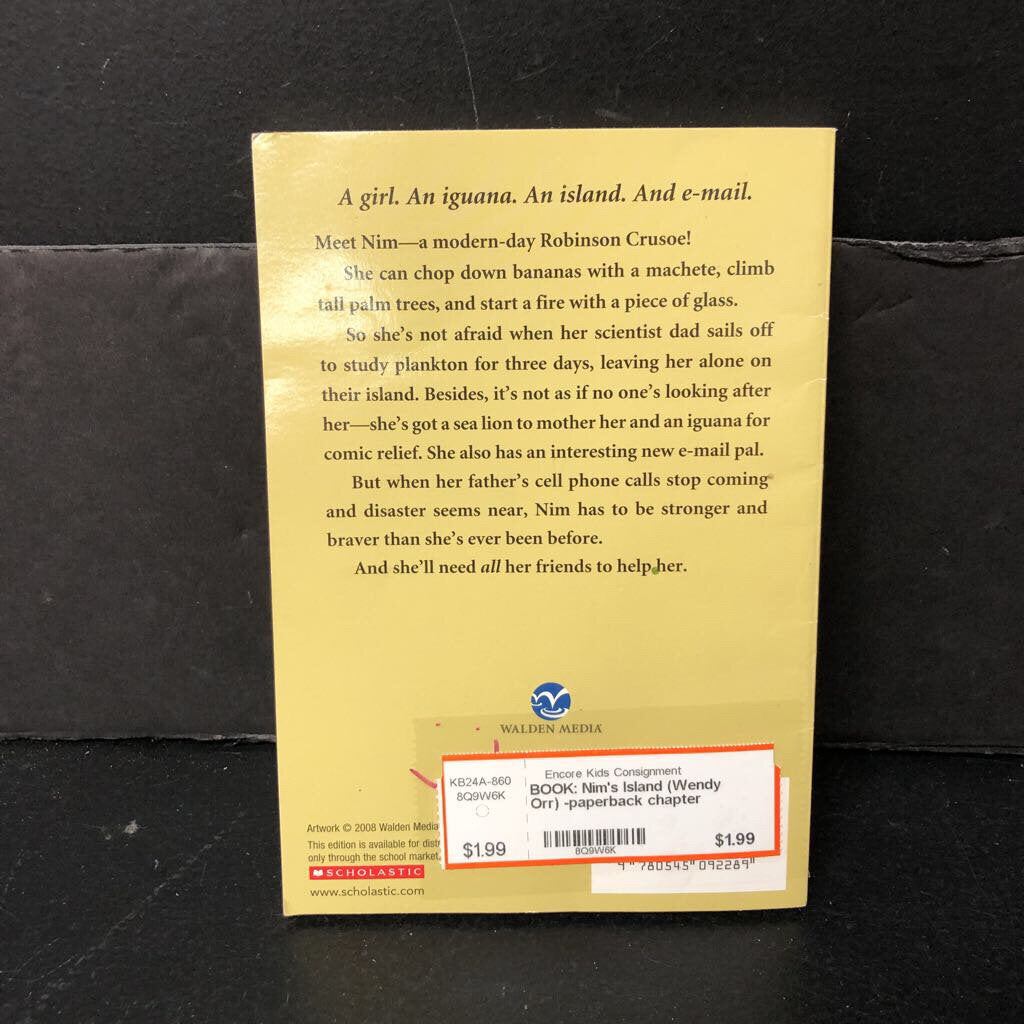 A girl. An iguana. An island. And e-mail.
Meet Nim—a modern-day Robinson Crusoe!
She can chop down bananas with a machete, climb
tall palm trees, and start a fire with a piece of glass.
So she's not afraid when her scientist dad sails off
to study plankton for three days, leaving her alone on
their island. Besides, it's not as if no one's looking after
her—she's got a sea lion to mother her and an iguana for
comic relief. She also has an interesting new e-mail pal.
But when her father's cell phone calls stop coming
and disaster seems near, Nim has to be stronger and
braver than she's ever been before.
And she'll need all her friends to help her.
WALDEN MEDIA
KB24A-860
8Q9W6K
$1.99
Encore Kids Consignment
BOOK: Nim's Island (Wendy
Orr) -paperback chapter
8Q9W6K
$1.99
9 780545 092289
Artwork © 2008 Walden Media
This edition is available for
only through the school market.
SCHOLASTIC
www.scholastic.com